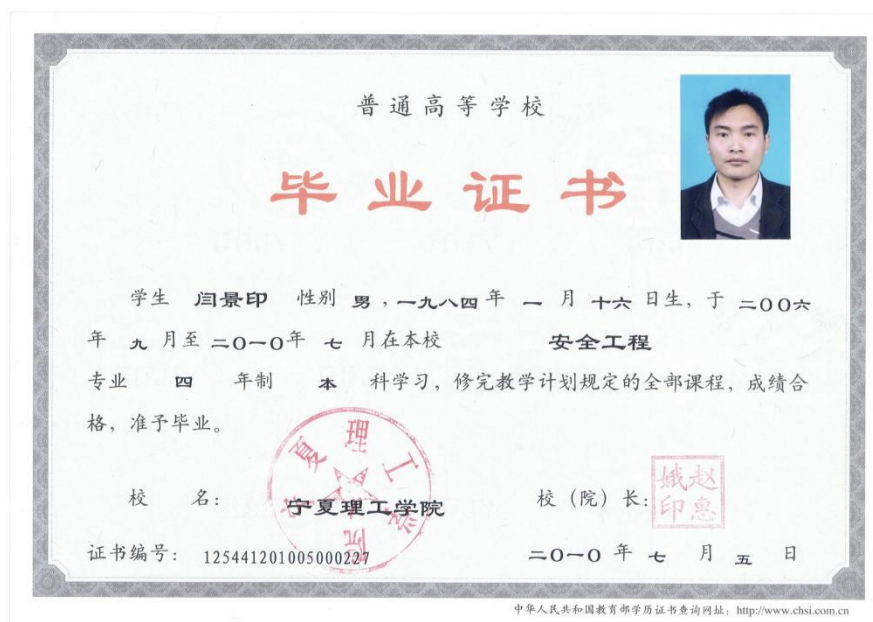 普通高等学校
毕业证书
学生 闫景印 性别 男，一九八四年 一 月 十六 日生，于 二00六
年 九 月至 二0一0年 七 月在本校 安全工程
专业 四 年制 本 科学习，修完教学计划规定的全部课程，成绩合
格，准予毕业。
宁夏理工学院
校 名： 宁夏理工学院 校（院）长：
赵惠
娥印
证书编号： 125441201005000227 二0一0 年 七 月 五 日
中华人民共和国教育部学历证书查询网址：http://www.chsi.com.cn